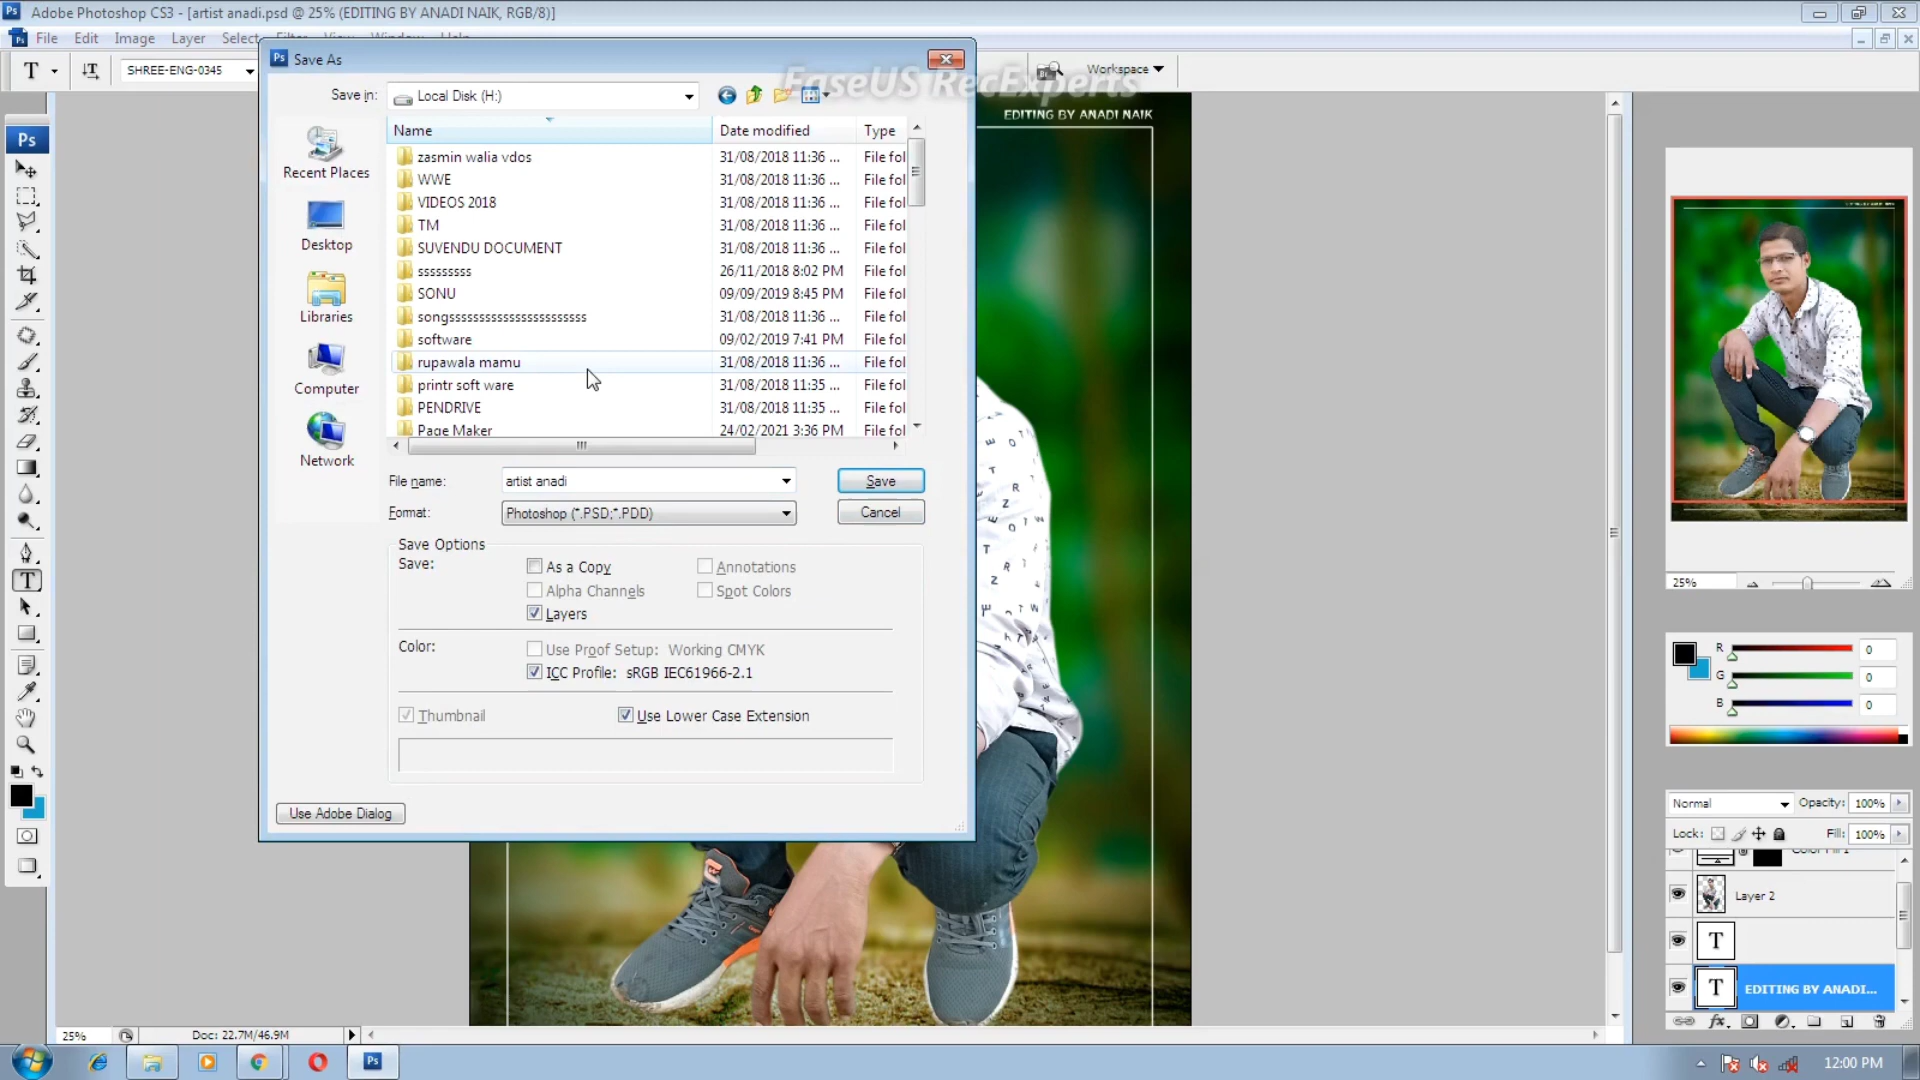 Adobe Photoshop CS3 - [artist anadi.psd @ 25% (EDITING BY ANADI NAIK, RGB/8)]
File Edit Image Layer Select Filter View Window Help
SHREE-ENG-0345
Workspace
EaseUS RecExperts
Save As
Save in: Local Disk (H:)
Name Date modified Type
zasmin walia vdos 31/08/2018 11:36 ... File fol
WWE 31/08/2018 11:36 ... File fol
VIDEOS 2018 31/08/2018 11:36 ... File fol
TM 31/08/2018 11:36 ... File fol
SUVENDU DOCUMENT 31/08/2018 11:36 ... File fol
sssssssss 26/11/2018 8:02 PM File fol
SONU 09/09/2019 8:45 PM File fol
songsssssssssssssssssssssss 31/08/2018 11:36 ... File fol
software 09/02/2019 7:41 PM File fol
rupawala mamu 31/08/2018 11:36 ... File fol
printr soft ware 31/08/2018 11:35 ... File fol
PENDRIVE 31/08/2018 11:35 ... File fol
Page Maker 24/02/2021 3:36 PM File fol
Recent Places
Desktop
Libraries
Computer
Network
File name: artist anadi Save
Format: Photoshop (*.PSD;*.PDD) Cancel
Save Options
Save: As a Copy Annotations
Alpha Channels Spot Colors
Layers
Color: Use Proof Setup: Working CMYK
ICC Profile: sRGB IEC61966-2.1
Thumbnail Use Lower Case Extension
Use Adobe Dialog
EDITING BY ANADI NAIK
25%
R 0
G 0
B 0
Normal Opacity: 100%
Lock: Fill: 100%
Layer 2
EDITING BY ANADI...
25% Doc: 22.7M/46.9M
12:00 PM